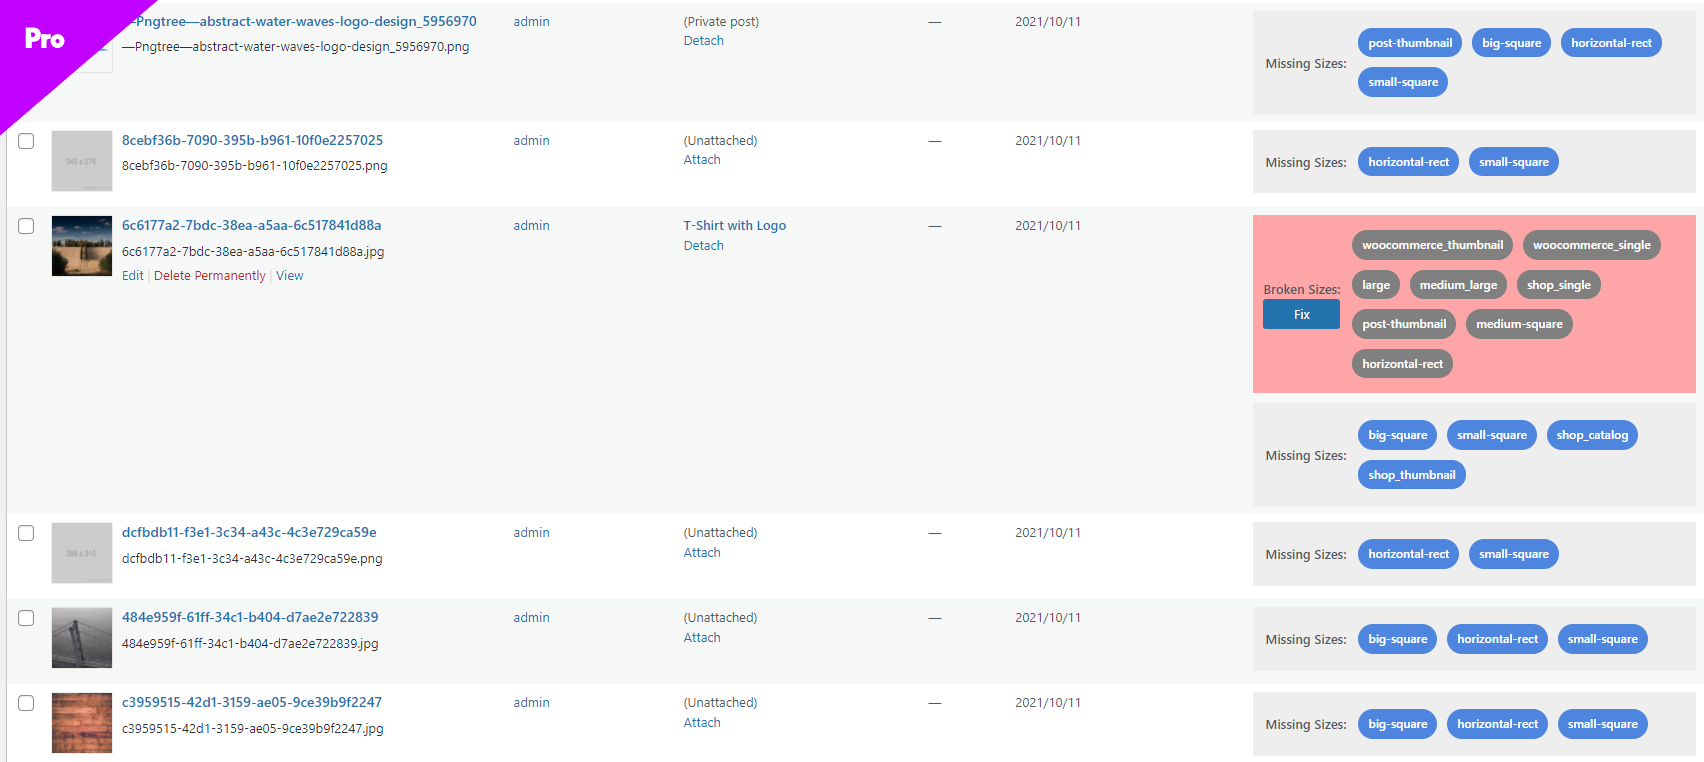 Pro
—Pngtree—abstract-water-waves-logo-design_5956970
—Pngtree—abstract-water-waves-logo-design_5956970.png
admin
(Private post)
Detach
—
2021/10/11
Missing Sizes:
post-thumbnail big-square horizontal-rect
small-square
8cebf36b-7090-395b-b961-10f0e2257025
8cebf36b-7090-395b-b961-10f0e2257025.png
admin
(Unattached)
Attach
—
2021/10/11
Missing Sizes:
horizontal-rect small-square
6c6177a2-7bdc-38ea-a5aa-6c517841d88a
6c6177a2-7bdc-38ea-a5aa-6c517841d88a.jpg
Edit | Delete Permanently | View
admin
T-Shirt with Logo
Detach
—
2021/10/11
Broken Sizes:
Fix
woocommerce_thumbnail woocommerce_single
large medium_large shop_single
post-thumbnail medium-square
horizontal-rect
Missing Sizes:
big-square small-square shop_catalog
shop_thumbnail
dcfbdb11-f3e1-3c34-a43c-4c3e729ca59e
dcfbdb11-f3e1-3c34-a43c-4c3e729ca59e.png
admin
(Unattached)
Attach
—
2021/10/11
Missing Sizes:
horizontal-rect small-square
484e959f-61ff-34c1-b404-d7ae2e722839
484e959f-61ff-34c1-b404-d7ae2e722839.jpg
admin
(Unattached)
Attach
—
2021/10/11
Missing Sizes:
big-square horizontal-rect small-square
c3959515-42d1-3159-ae05-9ce39b9f2247
c3959515-42d1-3159-ae05-9ce39b9f2247.jpg
admin
(Unattached)
Attach
—
2021/10/11
Missing Sizes:
big-square horizontal-rect small-square